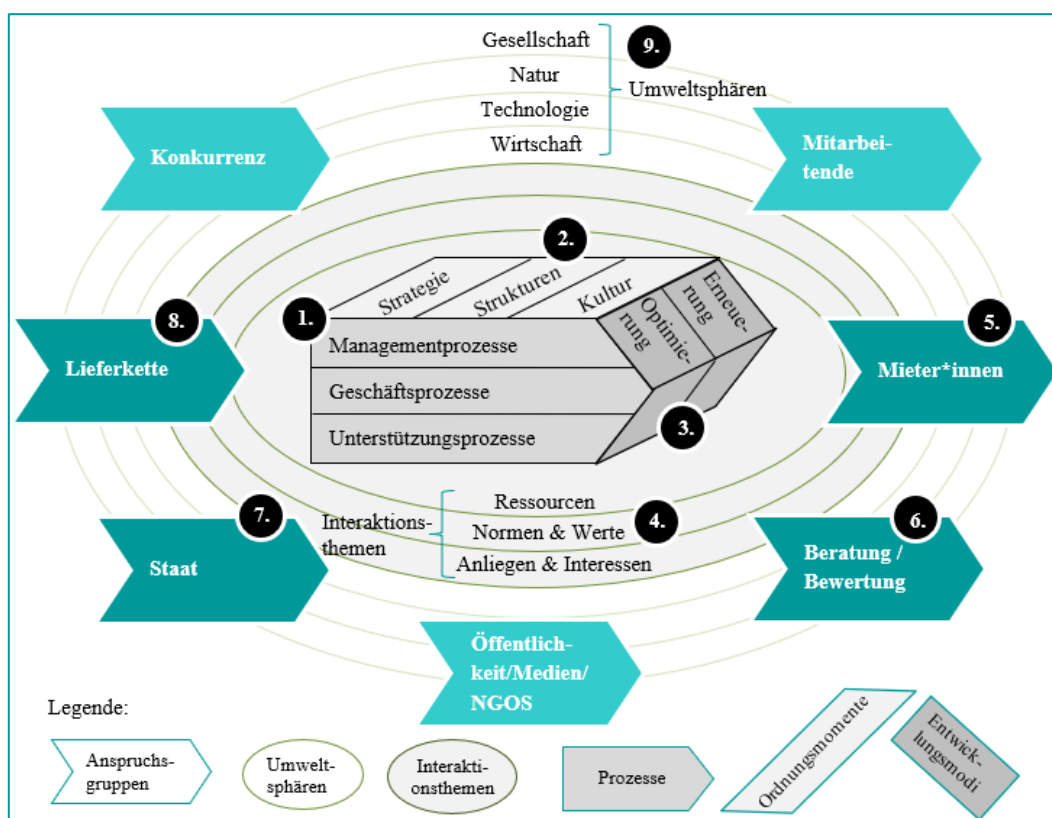 Gesellschaft
9.
Natur
Umweltsphären
Technologie
Wirtschaft
Konkurrenz
Mitarbei-
tende
2.
Strategie
Strukturen
Kultur
Erneue-
rung
Optimie-
rung
1.
Managementprozesse
Geschäftsprozesse
Unterstützungsprozesse
3.
8.
Lieferkette
5.
Mieter*innen
Interaktions-
themen
Ressourcen
Normen & Werte
4.
Anliegen & Interessen
7.
Staat
6.
Beratung /
Bewertung
Öffentlich-
keit/Medien/
NGOS
Legende:
Anspruchs-
gruppen
Umwelt-
sphären
Interakti-
onsthemen
Prozesse
Ordnungsmomente
Entwick-
lungsmodi